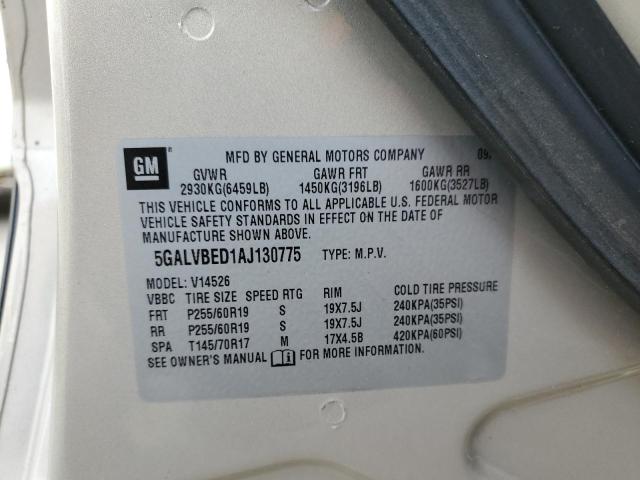 GM
MFD BY GENERAL MOTORS COMPANY
GVWR GAWR FRT GAWR RR
2930KG(6459LB) 1450KG(3196LB) 1600KG(3527LB)
THIS VEHICLE CONFORMS TO ALL APPLICABLE U.S. FEDERAL MOTOR
VEHICLE SAFETY STANDARDS IN EFFECT ON THE DATE OF
MANUFACTURE SHOWN ABOVE.
5GALVBED1AJ130775 TYPE: M.P.V.
MODEL: V14526
VBBC TIRE SIZE SPEED RTG RIM COLD TIRE PRESSURE
FRT P255/60R19 S 19X7.5J 240KPA(35PSI)
RR P255/60R19 S 19X7.5J 240KPA(35PSI)
SPA T145/70R17 M 17X4.5B 420KPA(60PSI)
SEE OWNER'S MANUAL FOR MORE INFORMATION.